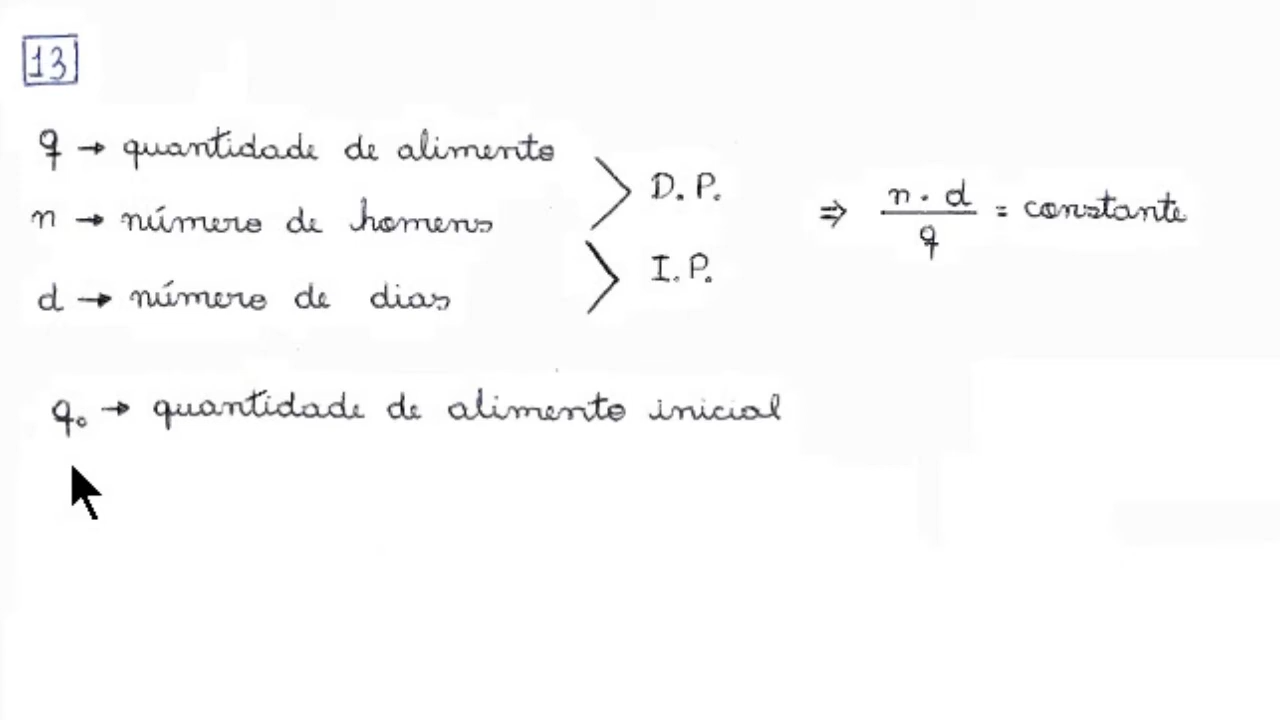 13
q → quantidade de alimento
n → número de homens
d → número de dias
D.P.
I.P.
⇒ n . d / q = constante
q₀ → quantidade de alimento inicial